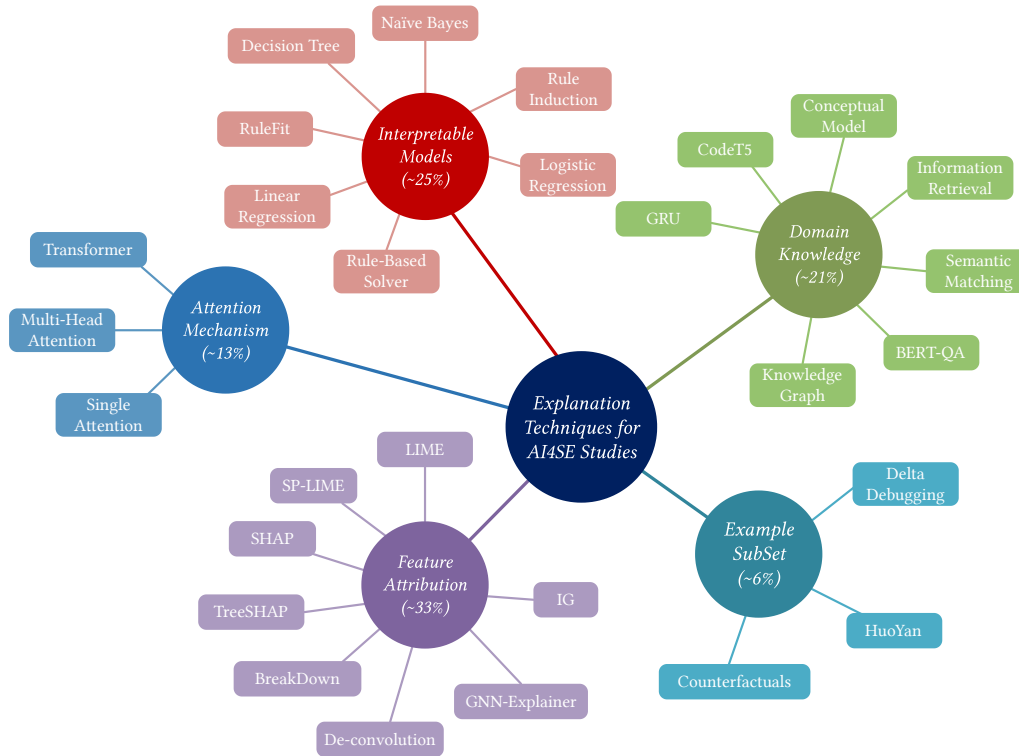 Naïve Bayes
Decision Tree
Rule
Induction
RuleFit
Interpretable
Models
(~25%)
Logistic
Regression
Linear
Regression
Rule-Based
Solver
Conceptual
Model
CodeT5
Information
Retrieval
GRU
Domain
Knowledge
(~21%)
Semantic
Matching
BERT-QA
Knowledge
Graph
Transformer
Attention
Mechanism
(~13%)
Multi-Head
Attention
Single
Attention
Explanation
Techniques for
AI4SE Studies
LIME
SP-LIME
SHAP
Feature
Attribution
(~33%)
TreeSHAP
IG
BreakDown
GNN-Explainer
De-convolution
Delta
Debugging
Example
SubSet
(~6%)
HuoYan
Counterfactuals